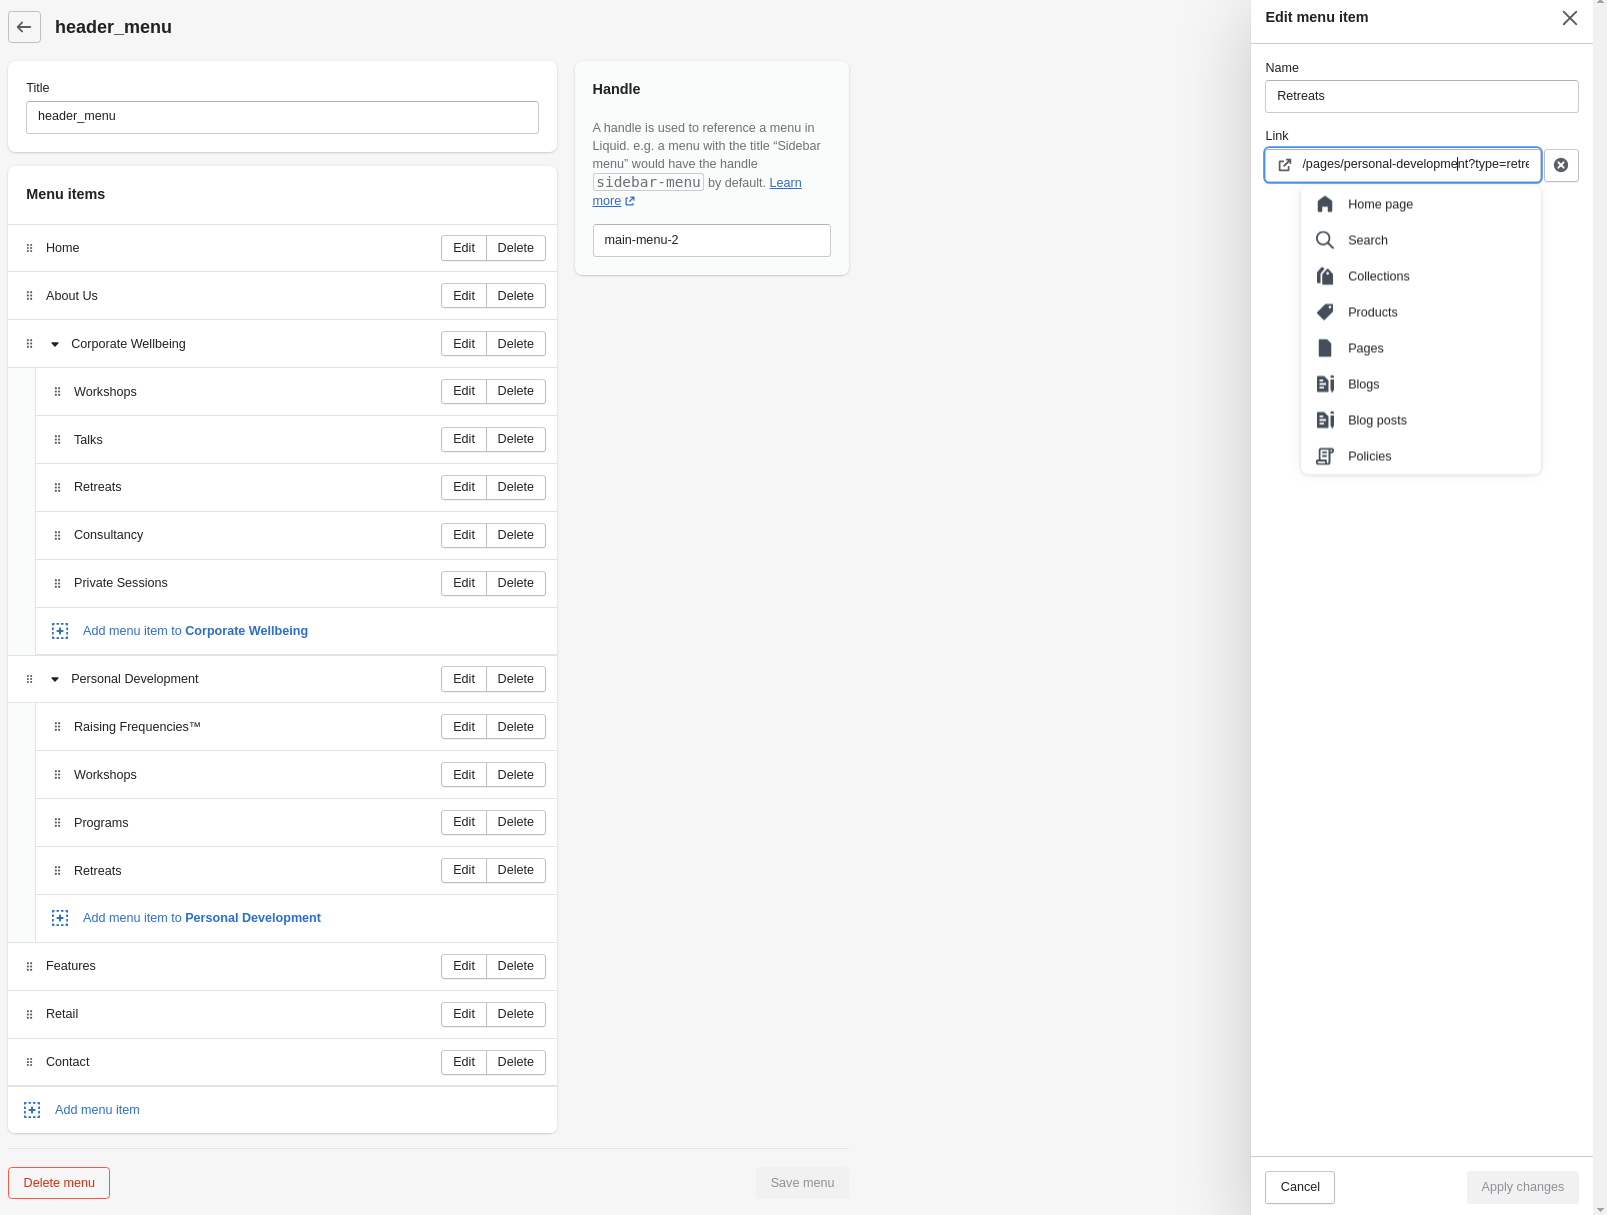 header_menu
Title
header_menu
Menu items
Home Edit Delete
About Us Edit Delete
Corporate Wellbeing Edit Delete
Workshops Edit Delete
Talks Edit Delete
Retreats Edit Delete
Consultancy Edit Delete
Private Sessions Edit Delete
Add menu item to Corporate Wellbeing
Personal Development Edit Delete
Raising Frequencies™ Edit Delete
Workshops Edit Delete
Programs Edit Delete
Retreats Edit Delete
Add menu item to Personal Development
Features Edit Delete
Retail Edit Delete
Contact Edit Delete
Add menu item
Delete menu
Save menu
Handle
A handle is used to reference a menu in
Liquid. e.g. a menu with the title “Sidebar
menu” would have the handle
sidebar-menu by default. Learn
more
main-menu-2
Edit menu item
Name
Retreats
Link
/pages/personal-development?type=retre
Home page
Search
Collections
Products
Pages
Blogs
Blog posts
Policies
Cancel
Apply changes